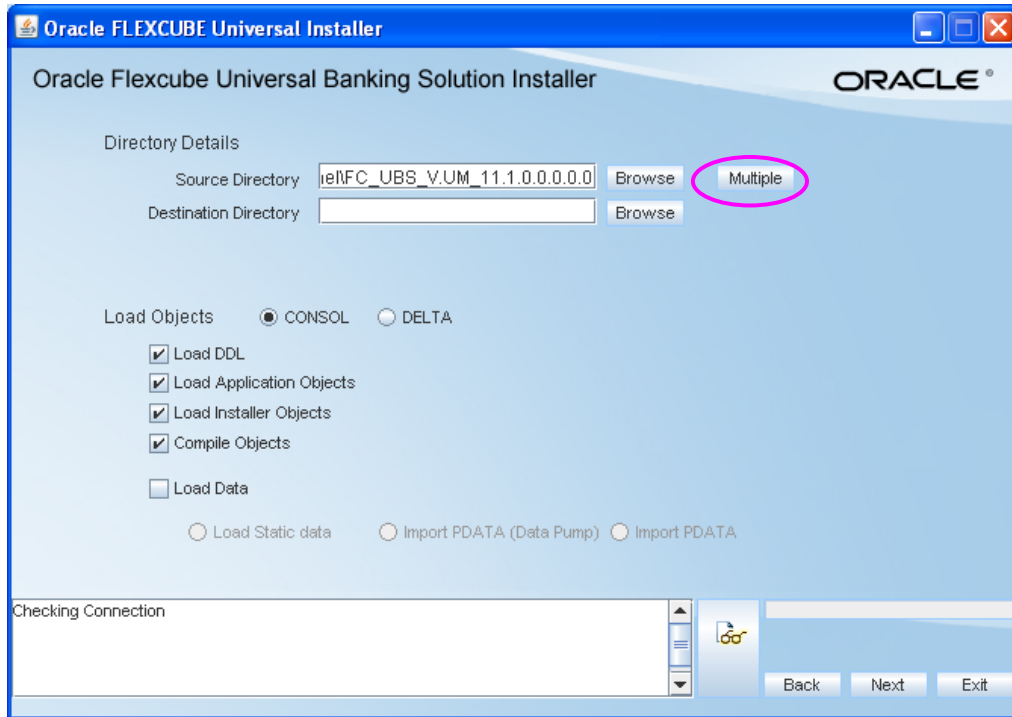 Oracle FLEXCUBE Universal Installer
Oracle Flexcube Universal Banking Solution Installer ORACLE ®
Directory Details
Source Directory ıel\FC_UBS_V.UM_11.1.0.0.0.0.0 Browse Multiple
Destination Directory Browse
Load Objects CONSOL DELTA
Load DDL
Load Application Objects
Load Installer Objects
Compile Objects
Load Data
Load Static data Import PDATA (Data Pump) Import PDATA
Checking Connection
Back Next Exit